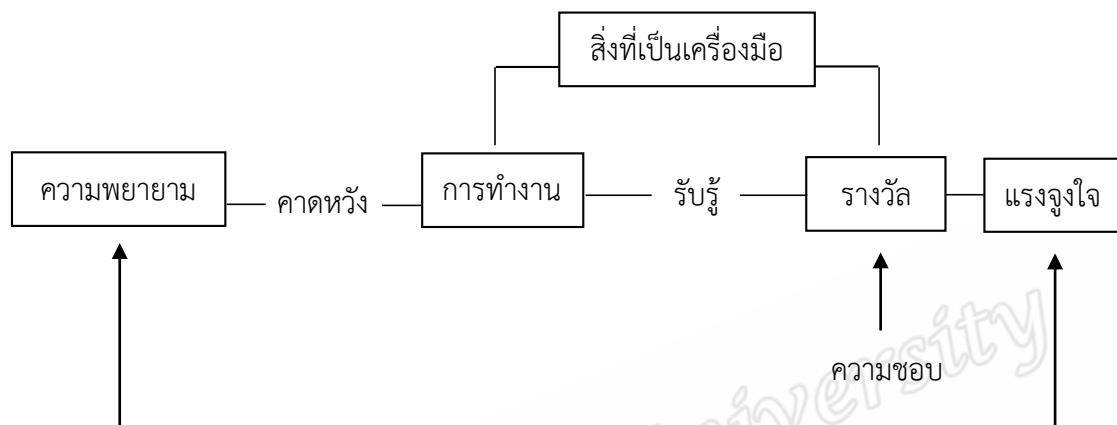 สิ่งที่เป็นเครื่องมือ
ความพยายาม
คาดหวัง
การทำงาน
รับรู้
รางวัล
แรงจูงใจ
ความชอบ
iversity